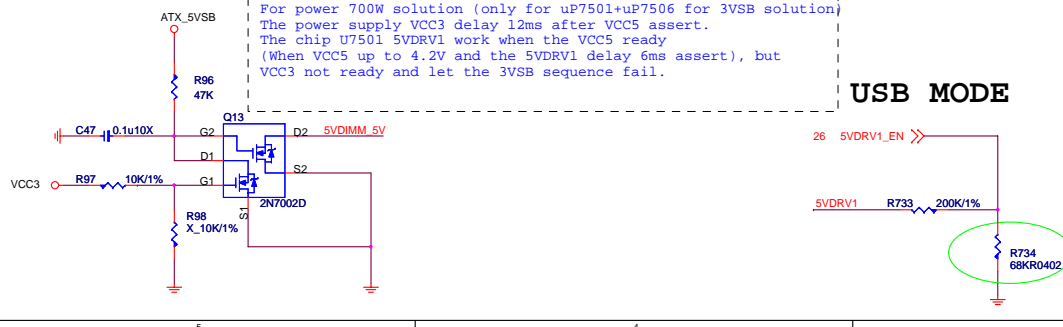 For power 700W solution (only for uP7501+uP7506 for 3VSB solution)
The power supply VCC3 delay 12ms after VCC5 assert.
The chip U7501 5VDRV1 work when the VCC5 ready
(When VCC5 up to 4.2V and the 5VDRV1 delay 6ms assert), but
VCC3 not ready and let the 3VSB sequence fail.
ATX_5VSB
R96
47K
USB MODE
Q13
C47 0.1u10X
G2
D2
5VDIMM_5V
26 5VDRV1_EN
D1
S2
VCC3
R97 10K/1%
G1
2N7002D
S1
R98
X_10K/1%
5VDRV1
R733 200K/1%
R734
68KR0402
5
4